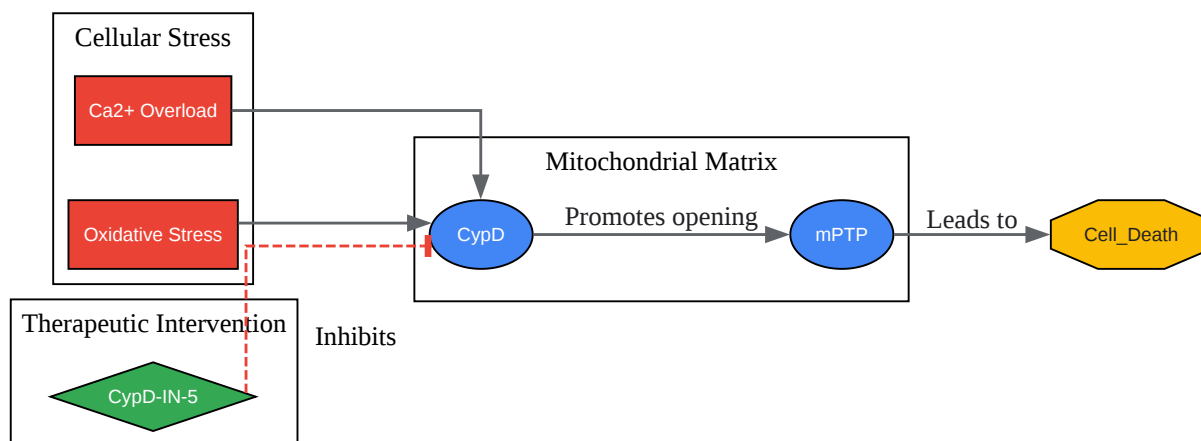 Cellular Stress
Ca2+ Overload
Mitochondrial Matrix
Oxidative Stress
CypD
Promotes opening
mPTP
Leads to
Cell_Death
Therapeutic Intervention
Inhibits
CypD-IN-5